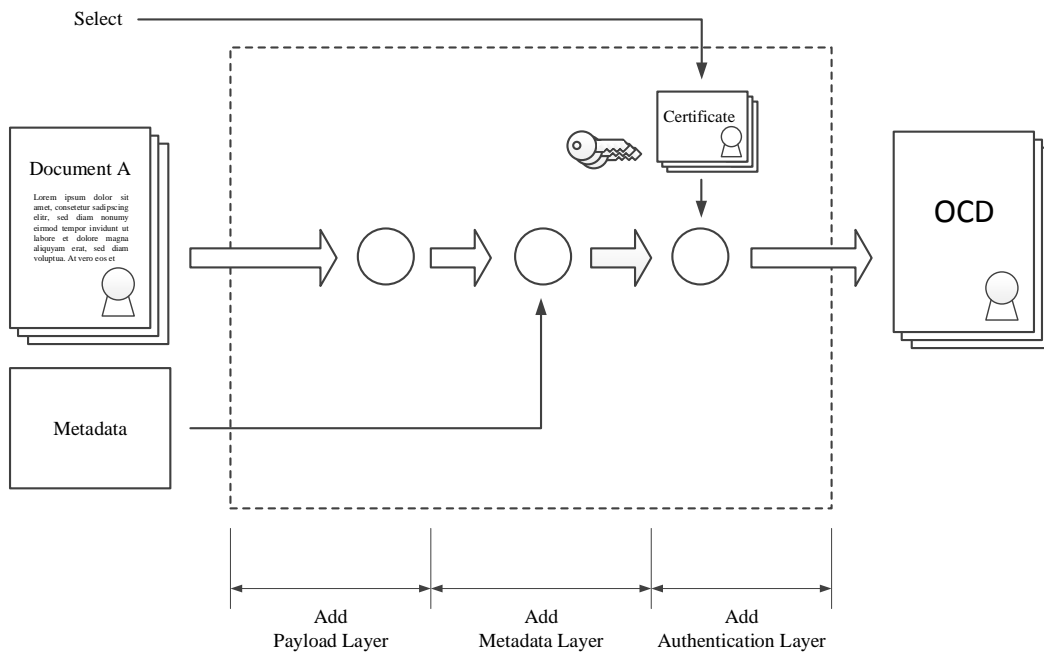 Select
Certificate
Document A
Lorem ipsum dolor sit
amet, consetetur sadipscing
elitr, sed diam nonumy
eirmod tempor invidunt ut
labore et dolore magna
aliquyam erat, sed diam
voluptua. At vero eos et
OCD
Metadata
Add
Payload Layer
Add
Metadata Layer
Add
Authentication Layer